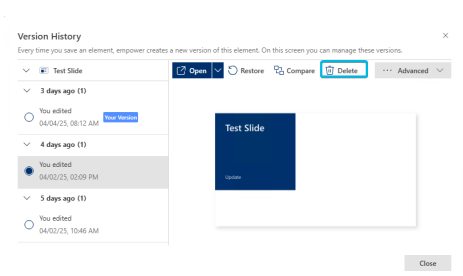 Version History
Every time you save an element, empower creates a new version of this element. On this screen you can manage these versions.
Test Slide
Open
Restore
Compare
Delete
Advanced
3 days ago (1)
You edited
04/04/25, 08:12 AM
Your Version
4 days ago (1)
You edited
04/02/25, 02:09 PM
5 days ago (1)
You edited
04/02/25, 10:46 AM
Test Slide
Update
Close